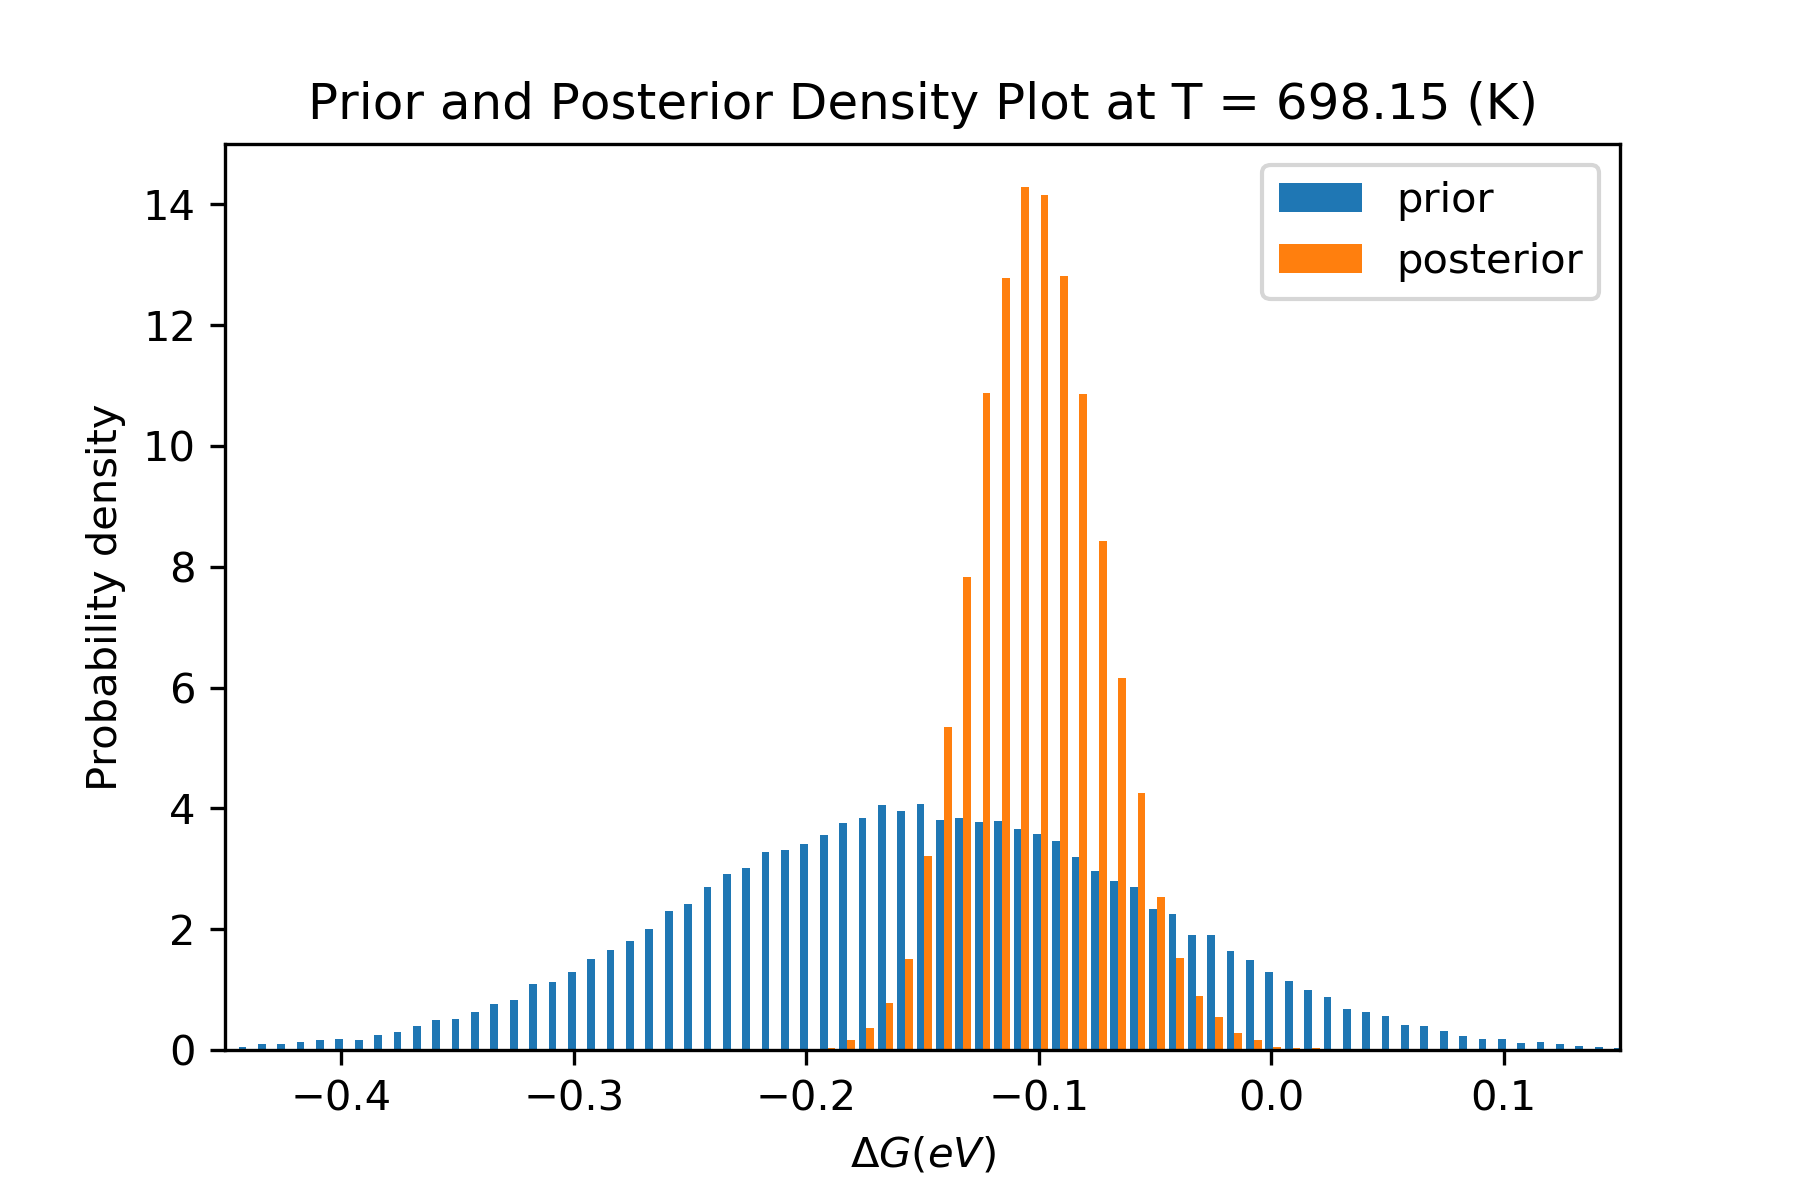 Prior and Posterior Density Plot at T = 698.15 (K)
prior
posterior
Probability density
14
12
10
8
6
4
2
0
−0.4 −0.3 −0.2 −0.1 0.0 0.1
ΔG(eV)